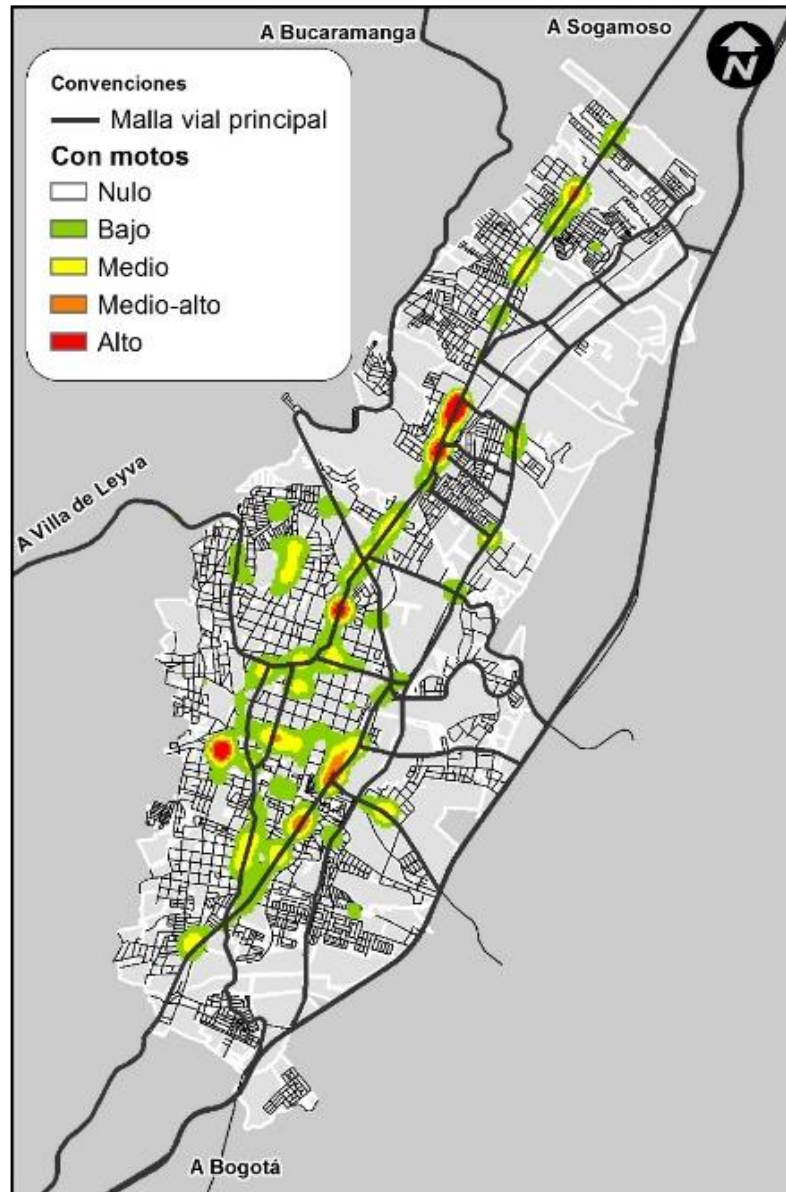 A Bucaramanga
A Sogamoso
N
Convenciones
Malla vial principal
Con motos
Nulo
Bajo
Medio
Medio-alto
Alto
A Villa de Leyva
A Bogotá